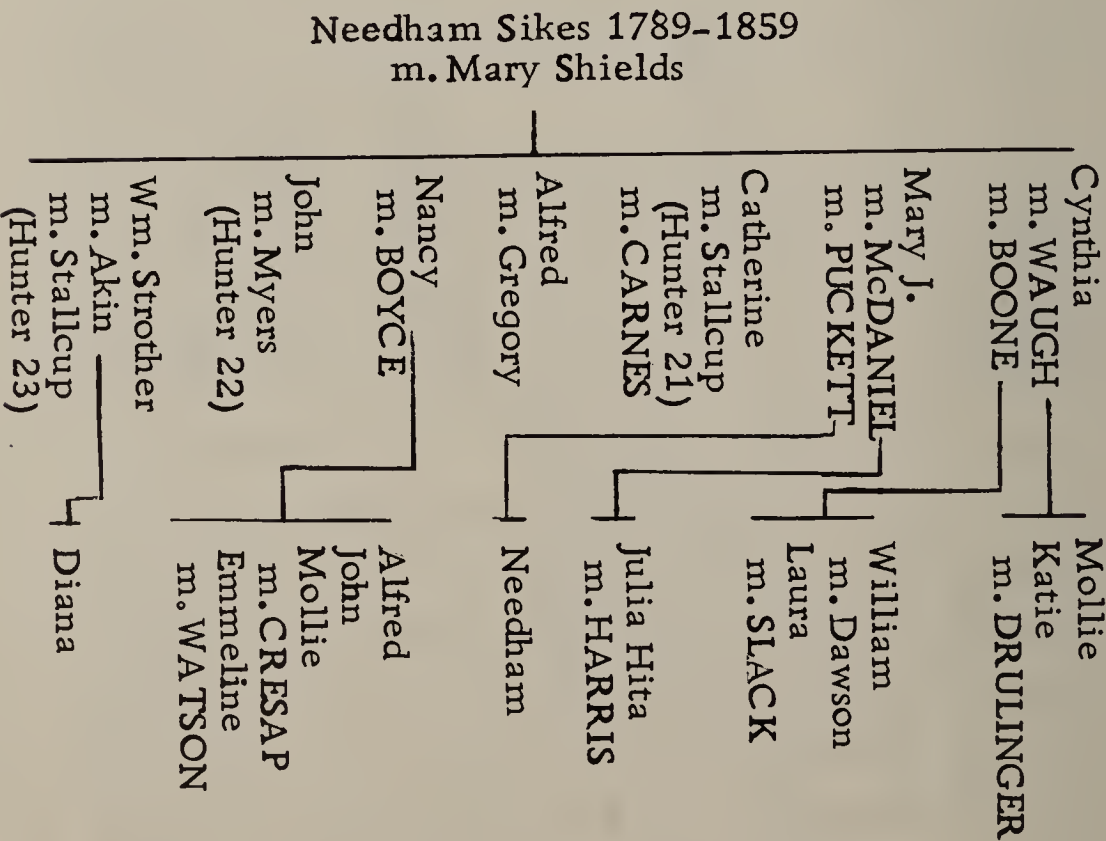 Needham Sikes 1789-1859
m. Mary Shields
Cynthia
m. WAUGH
m. BOONE
Mary J.
m. McDANIEL
m. PUCKETT
Catherine
m. Stallcup
(Hunter 21)
m. CARNES
Alfred
m. Gregory
Nancy
m. BOYCE
John
m. Myers
(Hunter 22)
Wm. Strother
m. Akin
m. Stallcup
(Hunter 23)
Mollie
Katie
m. DRULINGER
William
m. Dawson
Laura
m. SLACK
Julia Hita
m. HARRIS
Needham
Alfred
John
Mollie
m. CRESAP
Emmeline
m. WATSON
Diana